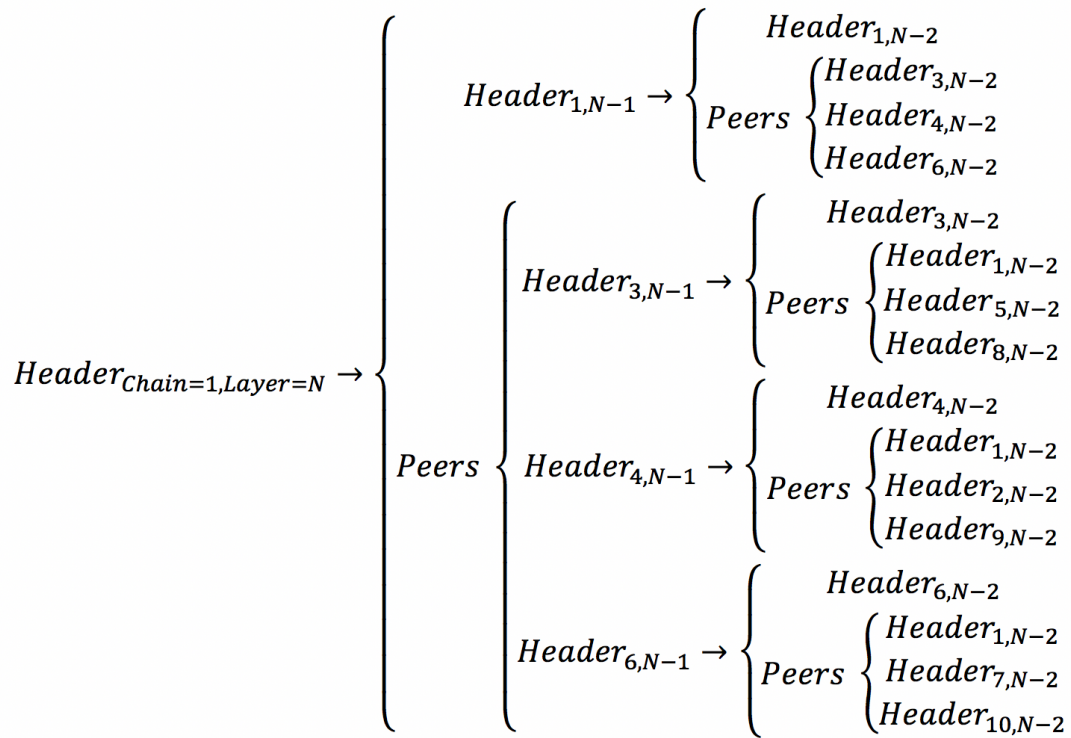 Header_{1,N−2}
Header_{1,N−1} → Peers Header_{3,N−2}
Header_{4,N−2}
Header_{6,N−2}
Header_{3,N−2}
Header_{3,N−1} → Peers Header_{1,N−2}
Header_{5,N−2}
Header_{8,N−2}
Header_{Chain=1,Layer=N} →
Header_{4,N−2}
Peers Header_{4,N−1} → Peers Header_{1,N−2}
Header_{2,N−2}
Header_{9,N−2}
Header_{6,N−2}
Header_{6,N−1} → Peers Header_{1,N−2}
Header_{7,N−2}
Header_{10,N−2}